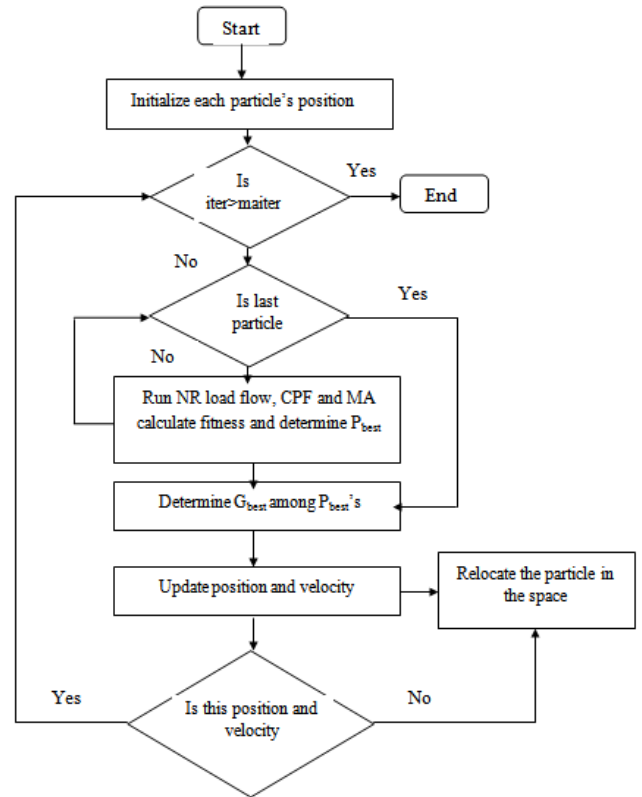 Start
Initialize each particle's position
Is
iter>maiter
Yes
End
No
Is last
particle
Yes
No
Run NR load flow, CPF and MA
calculate fitness and determine Pbest
Determine Gbest among Pbest's
Update position and velocity
Relocate the particle in
the space
Yes
Is this position and
velocity
No